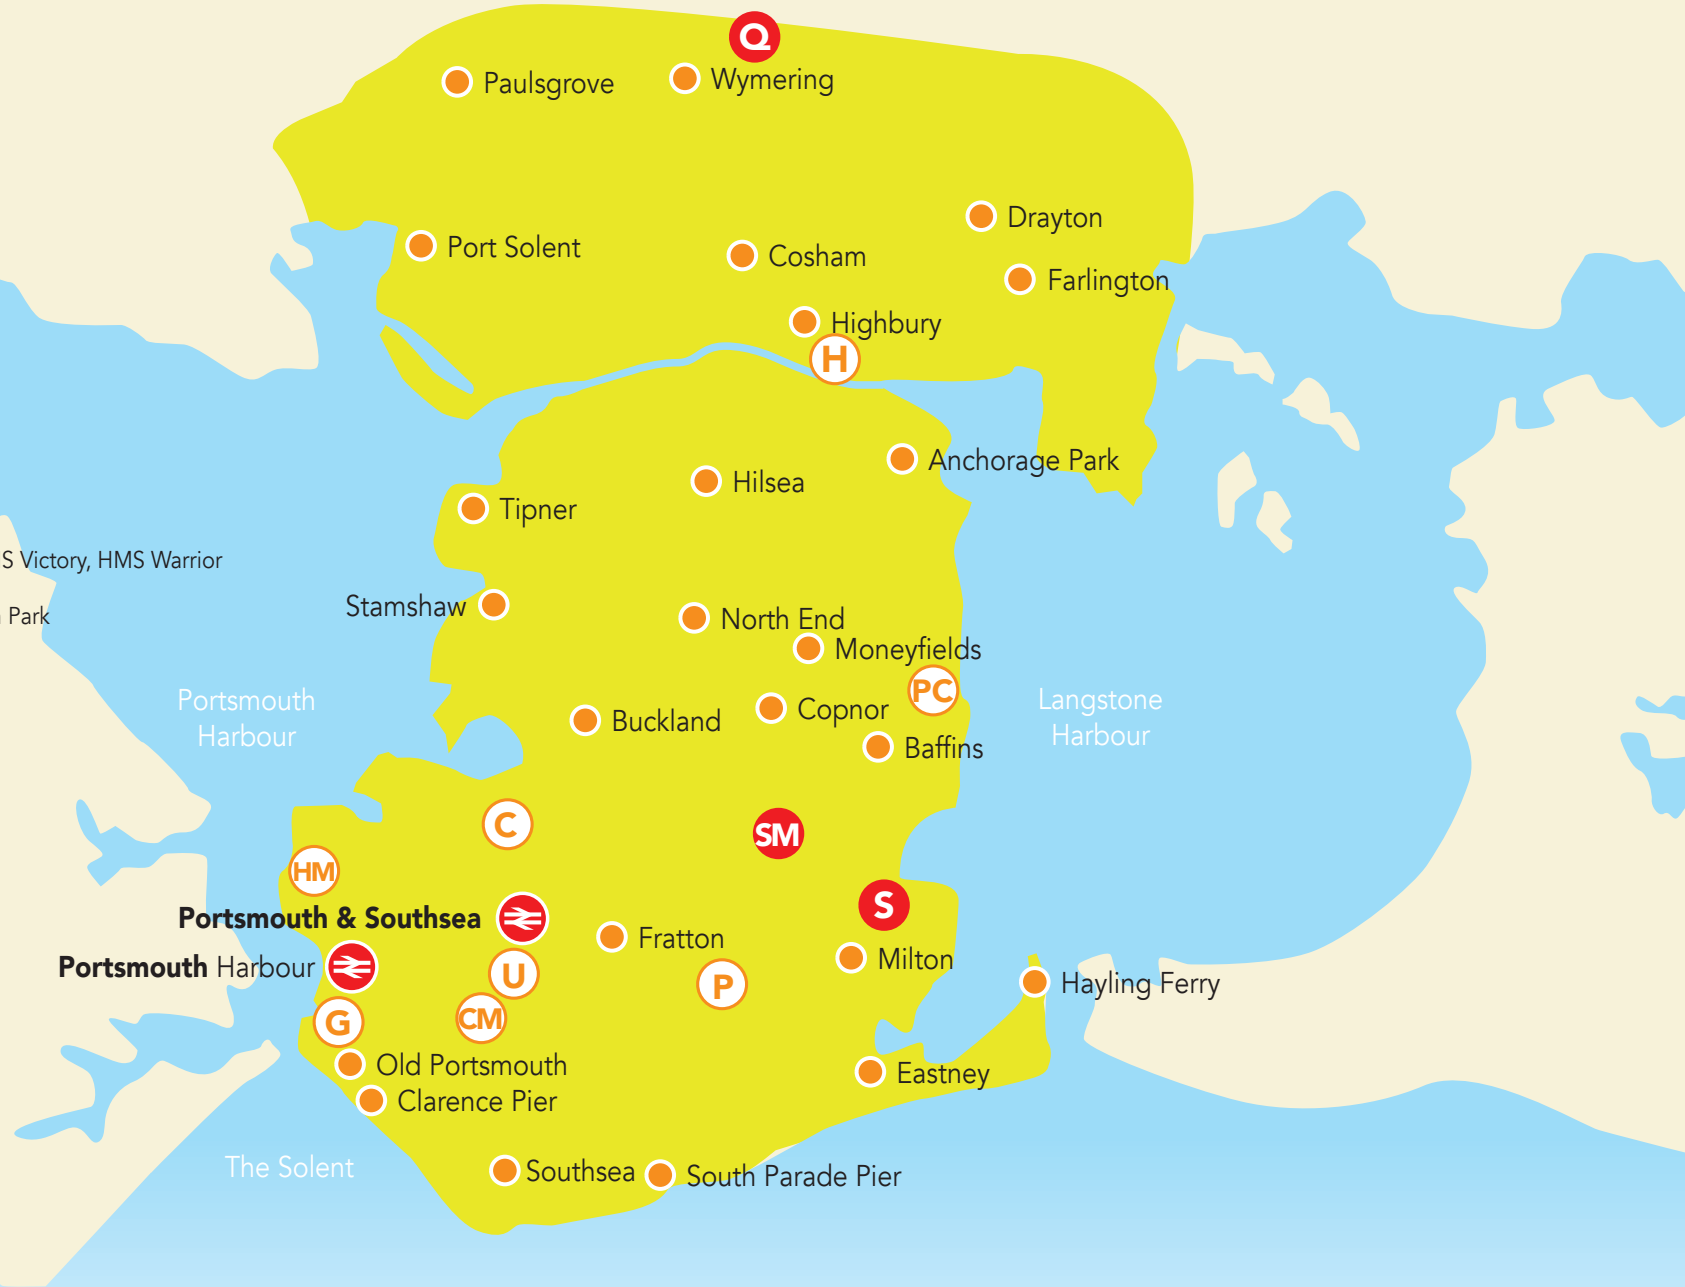 Q
Paulsgrove
Wymering
Drayton
Port Solent
Cosham
Farlington
Highbury
H
Anchorage Park
Hilsea
Tipner
S Victory, HMS Warrior
Park
Stamshaw
North End
Moneyfields
PC
Portsmouth
Harbour
Langstone
Harbour
Buckland
Copnor
Baffins
C
SM
HM
S
Portsmouth & Southsea
Fratton
Milton
Portsmouth Harbour
U
P
Hayling Ferry
G
CM
Old Portsmouth
Eastney
Clarence Pier
The Solent
Southsea
South Parade Pier